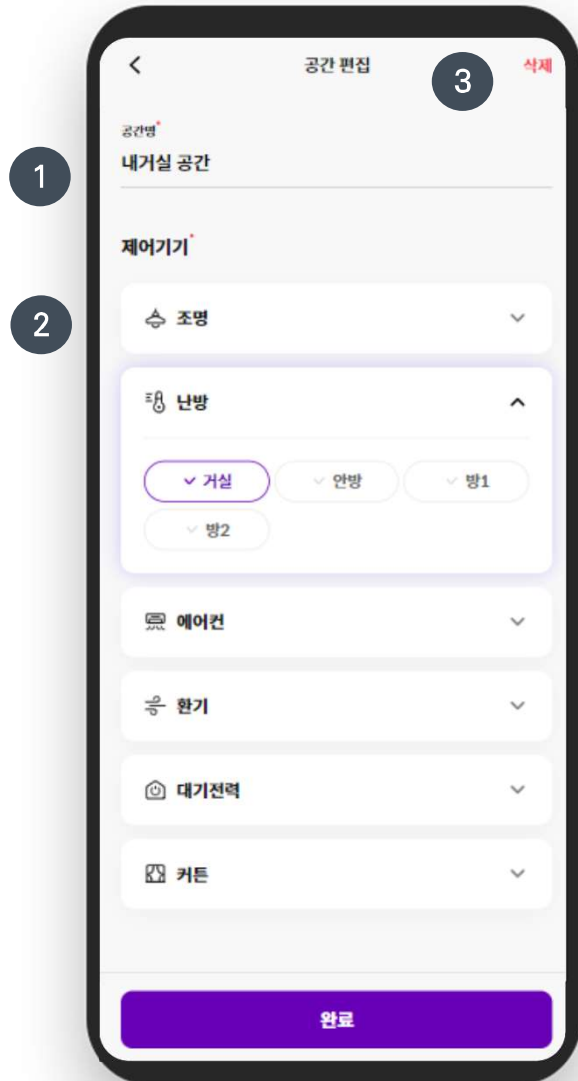 공간 편집
3
삭제
공간명*
1
내거실 공간
제어기기*
2
조명
난방
거실 안방 방1
방2
에어컨
환기
대기전력
커튼
완료